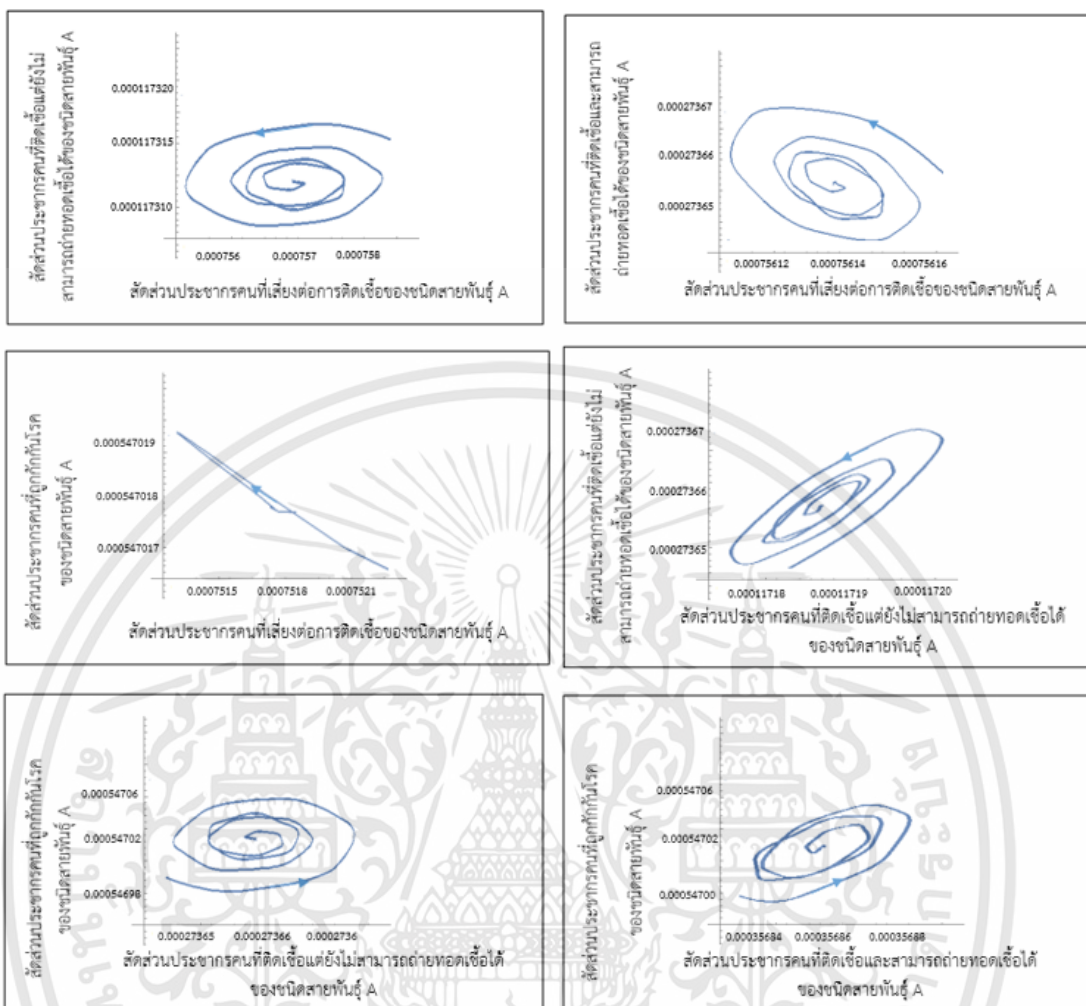 สัดส่วนประชากรคนที่ติดเชื้อแต่ยังไม่
สามารถถ่ายทอดเชื้อได้ของชนิดสายพันธุ์ A
0.000117320
0.000117315
0.000117310
0.000756 0.000757 0.000758
สัดส่วนประชากรคนที่เสี่ยงต่อการติดเชื้อของชนิดสายพันธุ์ A
สัดส่วนประชากรคนที่ติดเชื้อและสามารถ
ถ่ายทอดเชื้อได้ของชนิดสายพันธุ์ A
0.00027367
0.00027366
0.00027365
0.00075612 0.00075614 0.00075616
สัดส่วนประชากรคนที่เสี่ยงต่อการติดเชื้อของชนิดสายพันธุ์ A
สัดส่วนประชากรคนที่ถูกกักกันโรค
ของชนิดสายพันธุ์ A
0.000547019
0.000547018
0.000547017
0.0007515 0.0007518 0.0007521
สัดส่วนประชากรคนที่เสี่ยงต่อการติดเชื้อของชนิดสายพันธุ์ A
สัดส่วนประชากรคนที่ติดเชื้อแต่ยังไม่
สามารถถ่ายทอดเชื้อได้ของชนิดสายพันธุ์ A
0.00027367
0.00027366
0.00027365
0.00011718 0.00011719 0.00011720
สัดส่วนประชากรคนที่ติดเชื้อแต่ยังไม่สามารถถ่ายทอดเชื้อได้
ของชนิดสายพันธุ์ A
สัดส่วนประชากรคนที่ถูกกักกันโรค
ของชนิดสายพันธุ์ A
0.00054706
0.00054702
0.00054698
0.00027365 0.00027366 0.0002736
สัดส่วนประชากรคนที่ติดเชื้อแต่ยังไม่สามารถถ่ายทอดเชื้อได้
ของชนิดสายพันธุ์ A
สัดส่วนประชากรคนที่ถูกกักกันโรค
ของชนิดสายพันธุ์ A
0.00054706
0.00054702
0.00054700
0.00035684 0.00035686 0.00035688
สัดส่วนประชากรคนที่ติดเชื้อและสามารถถ่ายทอดเชื้อได้
ของชนิดสายพันธุ์ A